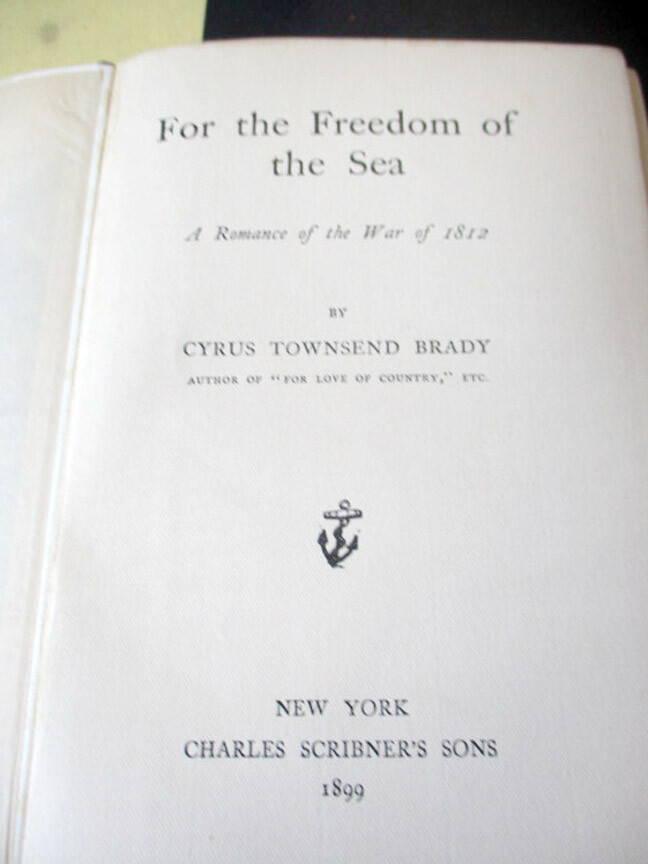 For the Freedom of
the Sea
A Romance of the War of 1812
BY
CYRUS TOWNSEND BRADY
AUTHOR OF "FOR LOVE OF COUNTRY," ETC.
NEW YORK
CHARLES SCRIBNER'S SONS
1899